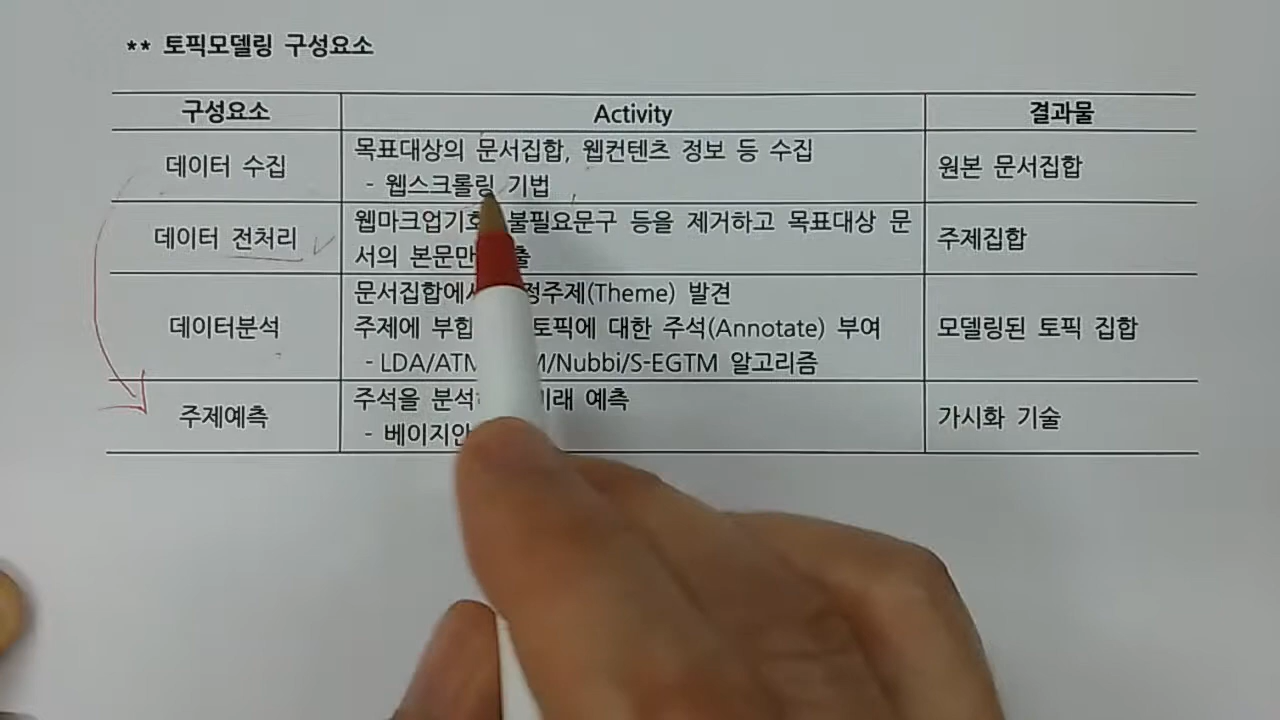 ** 토픽모델링 구성요소
구성요소 Activity 결과물
데이터 수집
목표대상의 문서집합, 웹컨텐츠 정보 등 수집
- 웹스크롤링 기법
원본 문서집합
데이터 전처리
웹마크업기호 불필요문구 등을 제거하고 목표대상 문
서의 본문만
주제집합
데이터분석
문서집합에서 (Theme) 발견
주제에 부합 토픽에 대한 주석(Annotate) 부여
- LDA/ATM /Nubbi/S-EGTM 알고리즘
모델링된 토픽 집합
주제예측
주석을 미래 예측
- 베이지안
가시화 기술